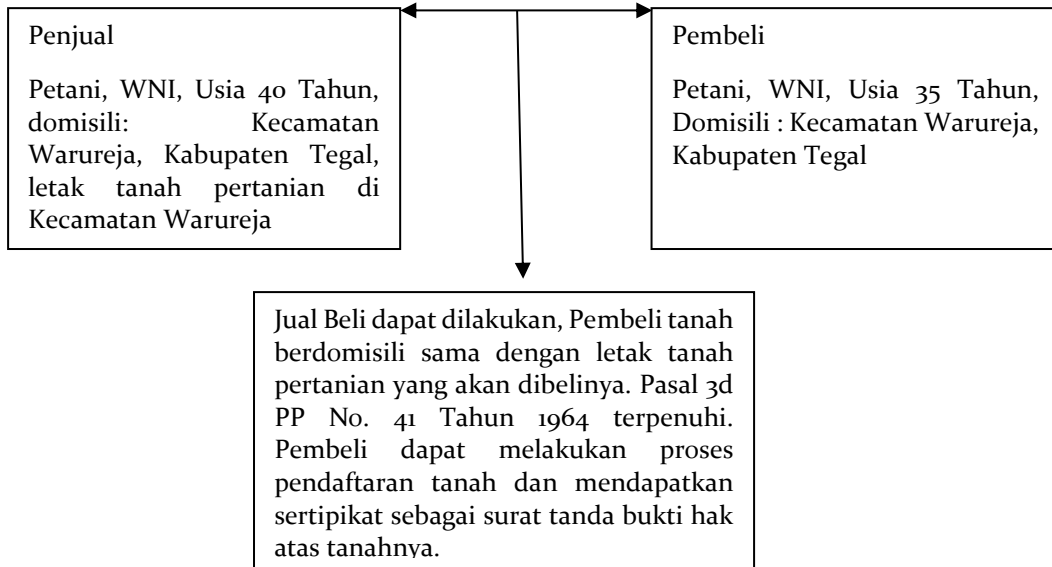 Penjual
Petani, WNI, Usia 40 Tahun,
domisili: Kecamatan
Warureja, Kabupaten Tegal,
letak tanah pertanian di
Kecamatan Warureja
Pembeli
Petani, WNI, Usia 35 Tahun,
Domisili : Kecamatan Warureja,
Kabupaten Tegal
Jual Beli dapat dilakukan, Pembeli tanah
berdomisili sama dengan letak tanah
pertanian yang akan dibelinya. Pasal 3d
PP No. 41 Tahun 1964 terpenuhi.
Pembeli dapat melakukan proses
pendaftaran tanah dan mendapatkan
sertipikat sebagai surat tanda bukti hak
atas tanahnya.